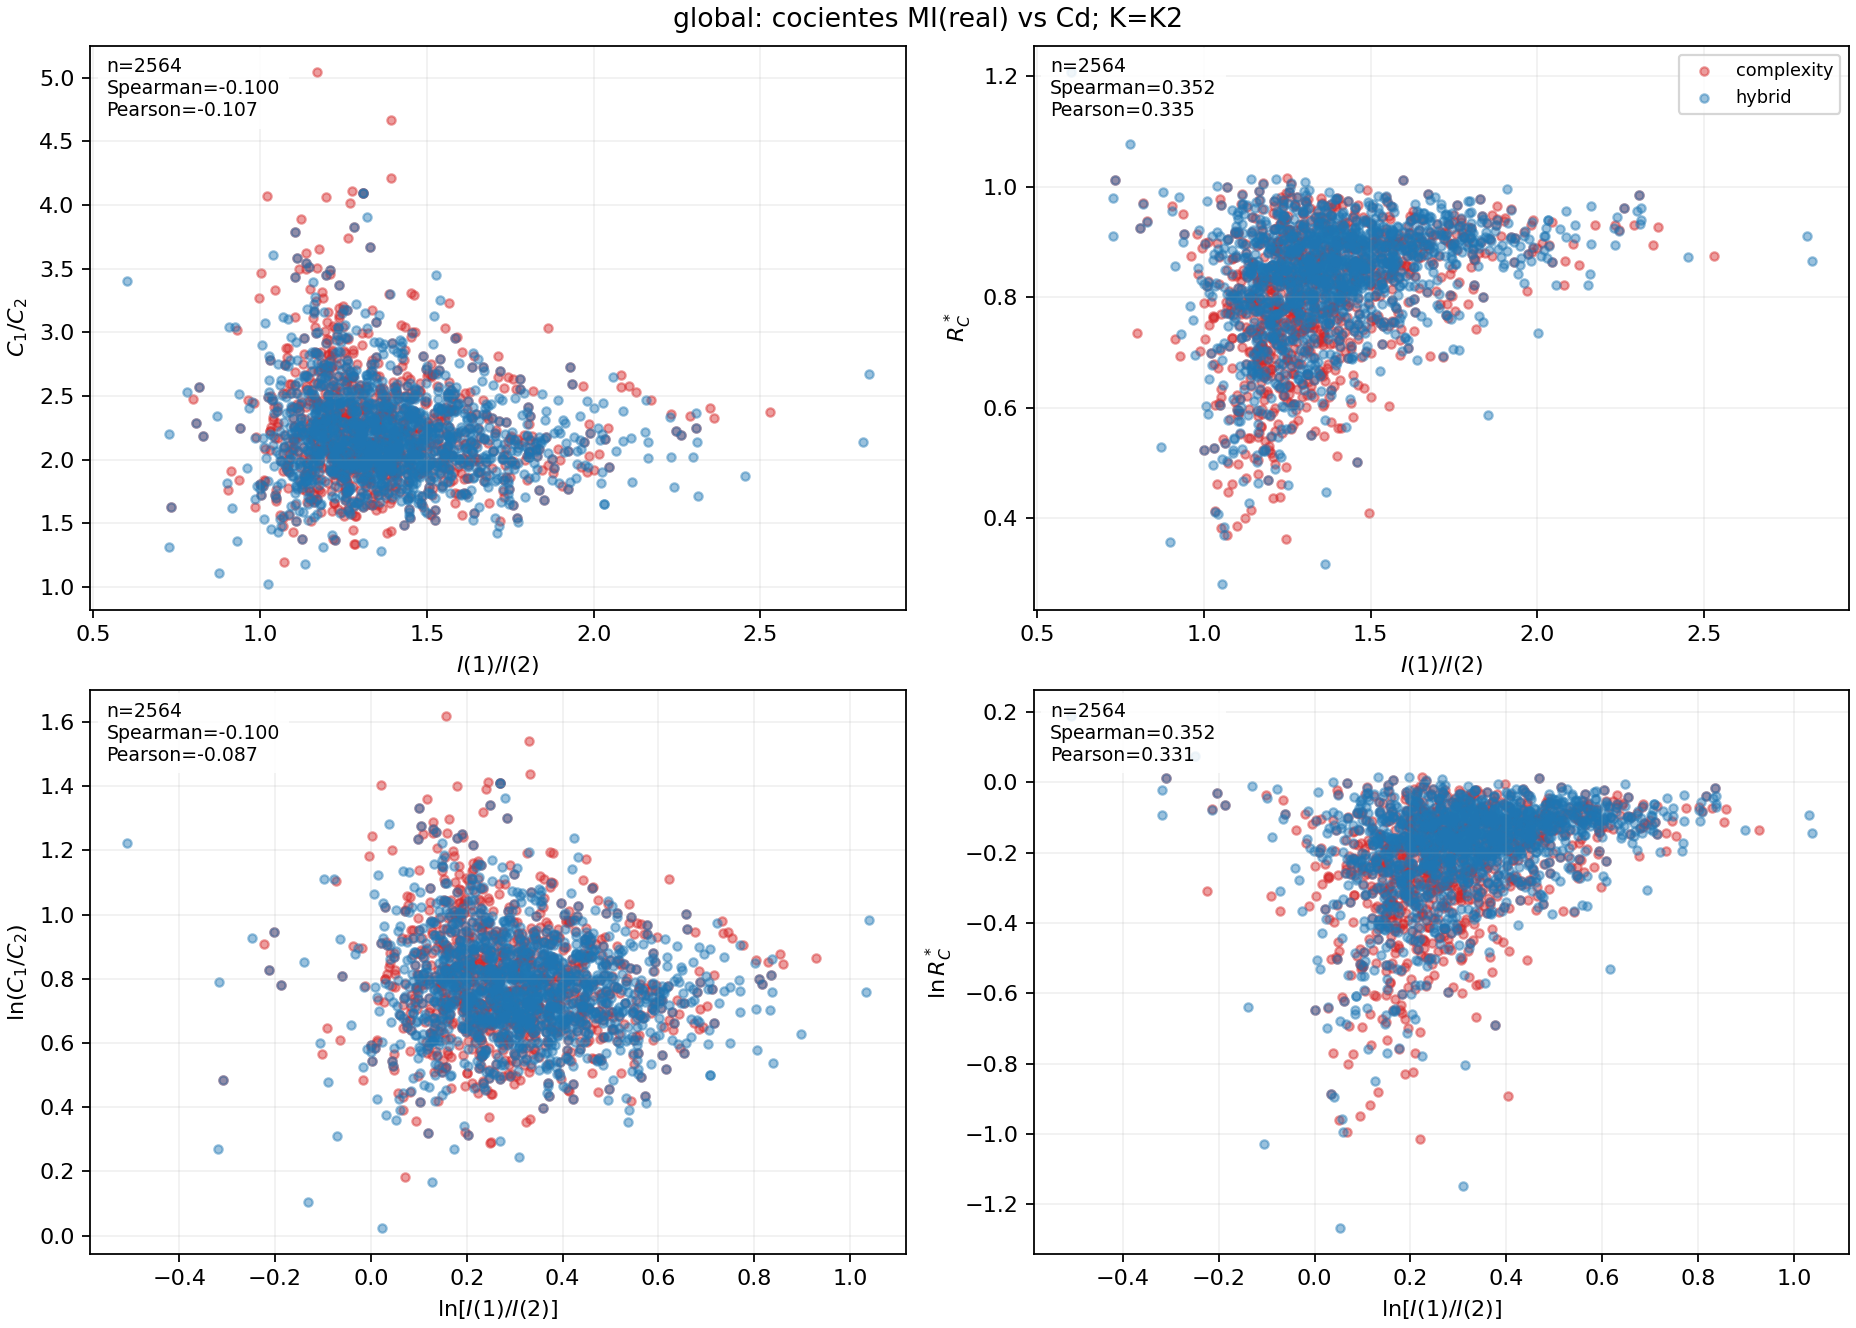 global: cocientes MI(real) vs Cd; K=K2
n=2564
Spearman=-0.100
Pearson=-0.107
5.0
4.5
4.0
3.5
3.0
2.5
2.0
1.5
1.0
C₁/C₂
0.5 1.0 1.5 2.0 2.5
I(1)/I(2)
n=2564
Spearman=0.352
Pearson=0.335
complexity
hybrid
1.2
1.0
0.8
0.6
0.4
R_C^*
0.5 1.0 1.5 2.0 2.5
I(1)/I(2)
n=2564
Spearman=-0.100
Pearson=-0.087
1.6
1.4
1.2
1.0
0.8
0.6
0.4
0.2
0.0
ln(C₁/C₂)
−0.4 −0.2 0.0 0.2 0.4 0.6 0.8 1.0
ln[I(1)/I(2)]
n=2564
Spearman=0.352
Pearson=0.331
0.2
0.0
−0.2
−0.4
−0.6
−0.8
−1.0
−1.2
ln R_C^*
−0.4 −0.2 0.0 0.2 0.4 0.6 0.8 1.0
ln[I(1)/I(2)]